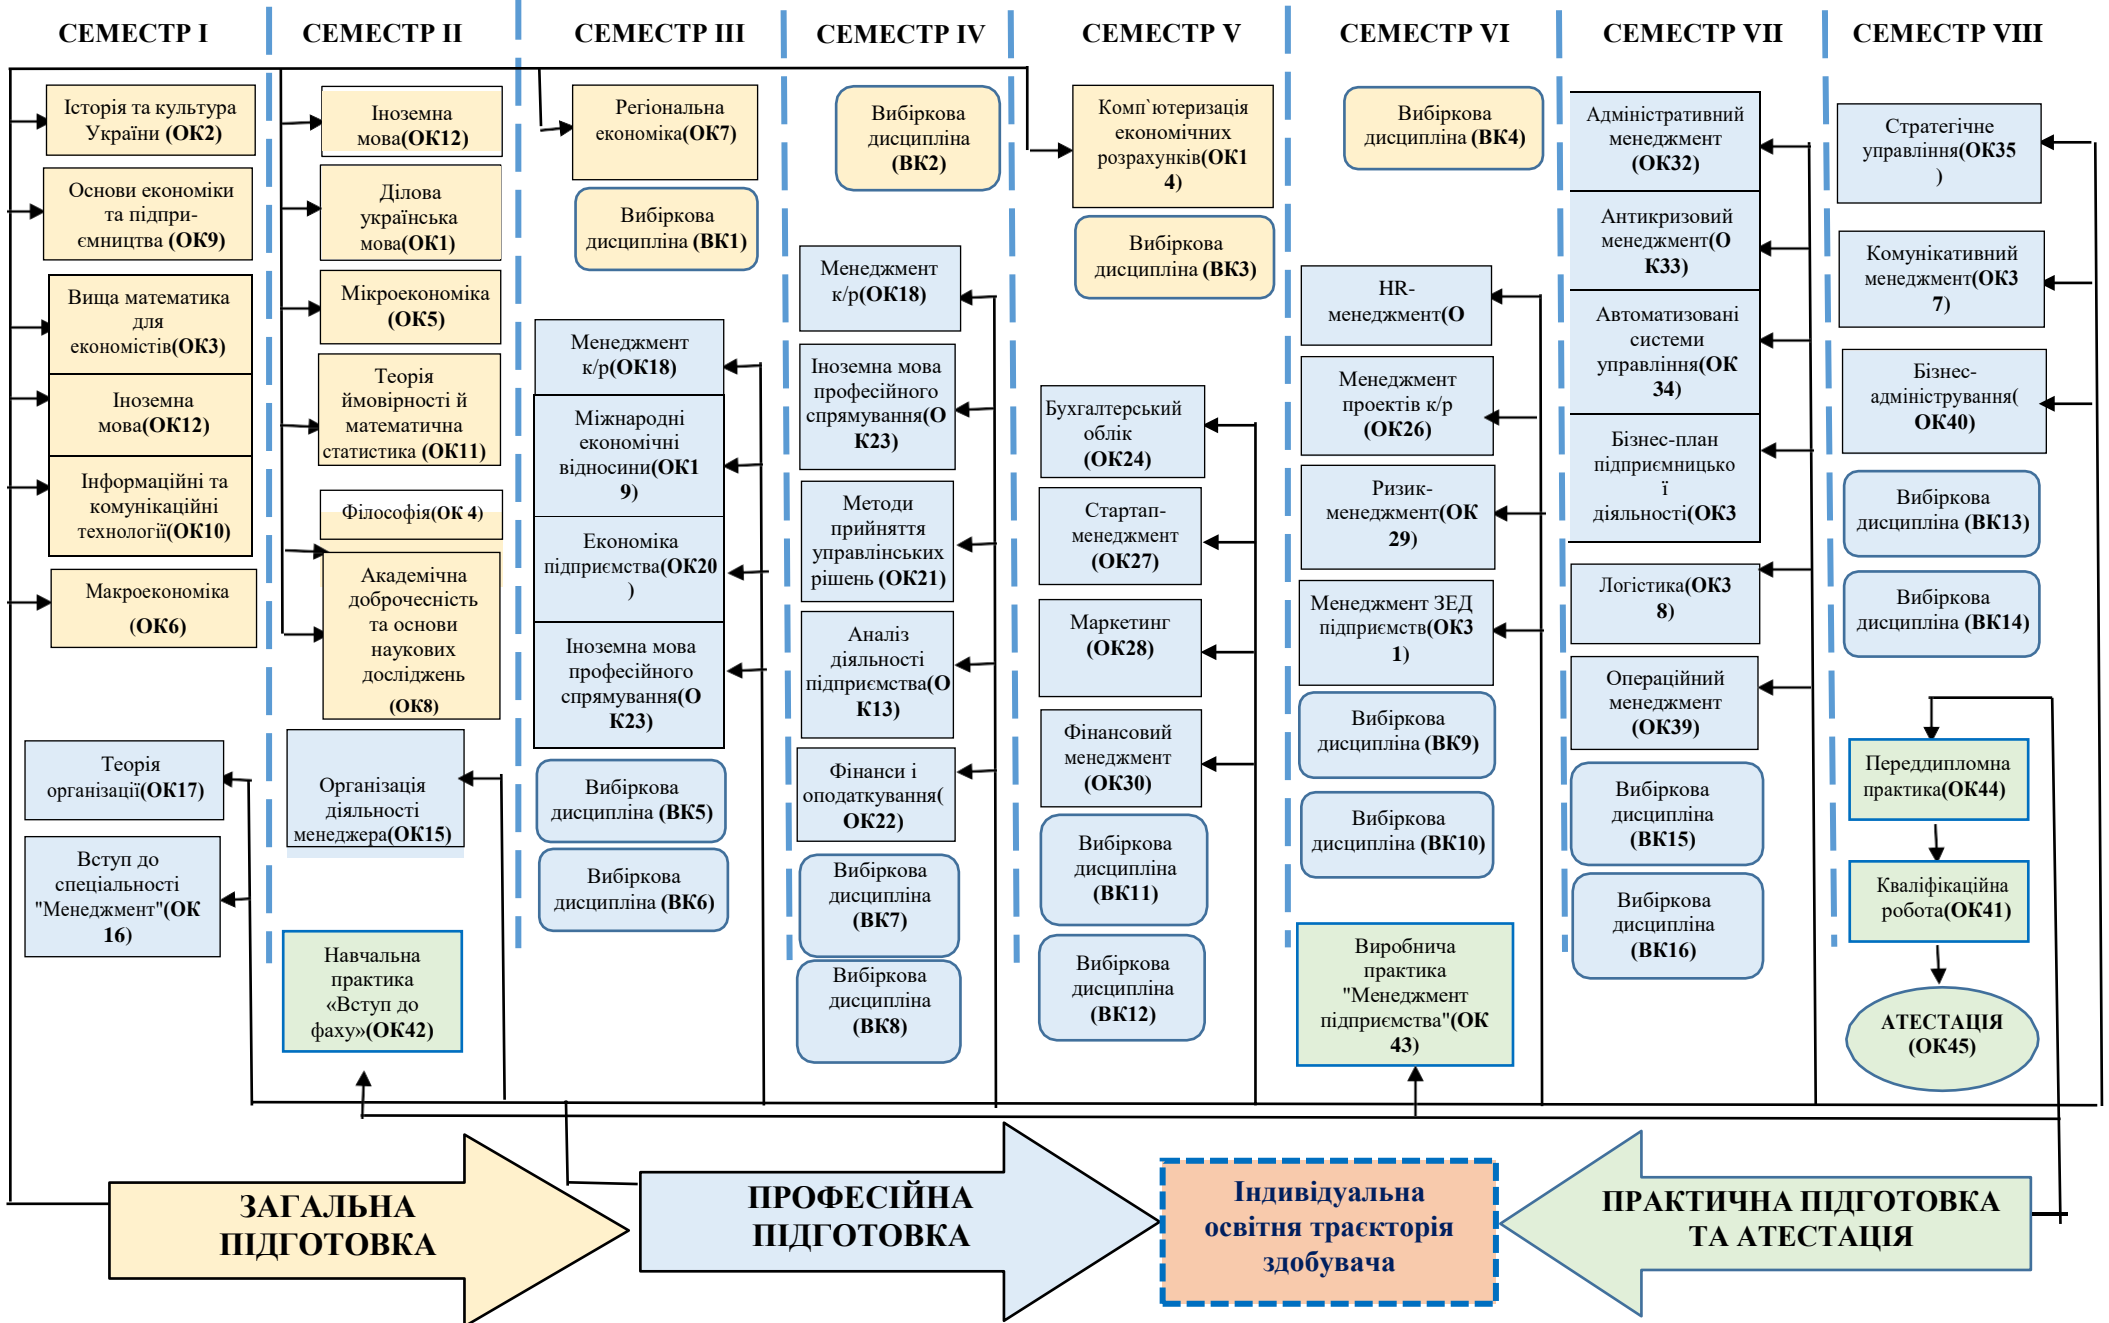 СЕМЕСТР I
СЕМЕСТР II
СЕМЕСТР III
СЕМЕСТР IV
СЕМЕСТР V
СЕМЕСТР VI
СЕМЕСТР VII
СЕМЕСТР VIII
Історія та культура
України (ОК2)
Основи економіки
та підпри-
ємництва (ОК9)
Вища математика
для
економістів(ОК3)
Іноземна
мова(ОК12)
Інформаційні та
комунікаційні
технології(ОК10)
Макроекономіка
(ОК6)
Теорія
організації(ОК17)
Вступ до
спеціальності
"Менеджмент"(ОК
16)
Іноземна
мова(ОК12)
Ділова
українська
мова(ОК1)
Мікроекономіка
(ОК5)
Теорія
ймовірності й
математична
статистика (ОК11)
Філософія(ОК 4)
Академічна
доброчесність
та основи
наукових
досліджень
(ОК8)
Організація
діяльності
менеджера(ОК15)
Навчальна
практика
«Вступ до
фаху»(ОК42)
Регіональна
економіка(ОК7)
Вибіркова
дисципліна (ВК1)
Менеджмент
к/р(ОК18)
Міжнародні
економічні
відносини(ОК1
9)
Економіка
підприємства(ОК20
)
Іноземна мова
професійного
спрямування(О
К23)
Вибіркова
дисципліна (ВК5)
Вибіркова
дисципліна (ВК6)
Вибіркова
дисципліна
(ВК2)
Менеджмент
к/р(ОК18)
Іноземна мова
професійного
спрямування(О
К23)
Методи
прийняття
управлінських
рішень (ОК21)
Аналіз
діяльності
підприємства(О
К13)
Фінанси і
оподаткування(
ОК22)
Вибіркова
дисципліна
(ВК7)
Вибіркова
дисципліна
(ВК8)
Комп`ютеризація
економічних
розрахунків(ОК1
4)
Вибіркова
дисципліна (ВК3)
Бухгалтерський
облік
(ОК24)
Стартап-
менеджмент
(ОК27)
Маркетинг
(ОК28)
Фінансовий
менеджмент
(ОК30)
Вибіркова
дисципліна
(ВК11)
Вибіркова
дисципліна
(ВК12)
Вибіркова
дисципліна (ВК4)
HR-
менеджмент(О
Менеджмент
проектів к/р
(ОК26)
Ризик-
менеджмент(ОК
29)
Менеджмент ЗЕД
підприємств(ОК3
1)
Вибіркова
дисципліна (ВК9)
Вибіркова
дисципліна (ВК10)
Виробнича
практика
"Менеджмент
підприємства"(ОК
43)
Адміністративний
менеджмент
(ОК32)
Антикризовий
менеджмент(О
К33)
Автоматизовані
системи
управління(ОК
34)
Бізнес-план
підприємницько
ї
діяльності(ОК3
Логістика(ОК3
8)
Операційний
менеджмент
(ОК39)
Вибіркова
дисципліна
(ВК15)
Вибіркова
дисципліна
(ВК16)
Стратегічне
управління(ОК35
)
Комунікативний
менеджмент(ОК3
7)
Бізнес-
адміністрування(
ОК40)
Вибіркова
дисципліна (ВК13)
Вибіркова
дисципліна (ВК14)
Переддипломна
практика(ОК44)
Кваліфікаційна
робота(ОК41)
АТЕСТАЦІЯ
(ОК45)
ЗАГАЛЬНА
ПІДГОТОВКА
ПРОФЕСІЙНА
ПІДГОТОВКА
Індивідуальна
освітня траєкторія
здобувача
ПРАКТИЧНА ПІДГОТОВКА
ТА АТЕСТАЦІЯ